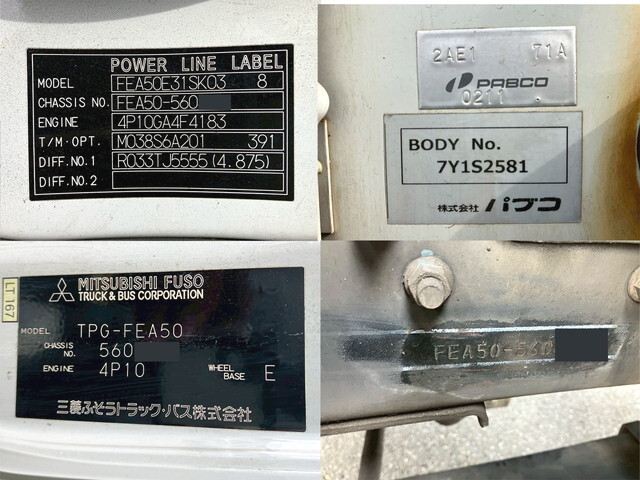 POWER LINE LABEL
MODEL FEA50E31SK03 8
CHASSIS NO. FEA50-560
ENGINE 4P10GA4F4183
T/M·OPT. M038S6A201 391
DIFF.NO.1 R033TJ5555(4.875)
DIFF.NO.2
2AE1 71A
PABCO
0211 .
BODY No.
7Y1S2581
株式会社 パブコ
LT 167
MITSUBISHI FUSO
TRUCK & BUS CORPORATION
MODEL TPG-FEA50
CHASSIS NO. 560
ENGINE 4P10 WHEEL BASE E
三菱ふそうトラック・バス株式会社
FEA50-560